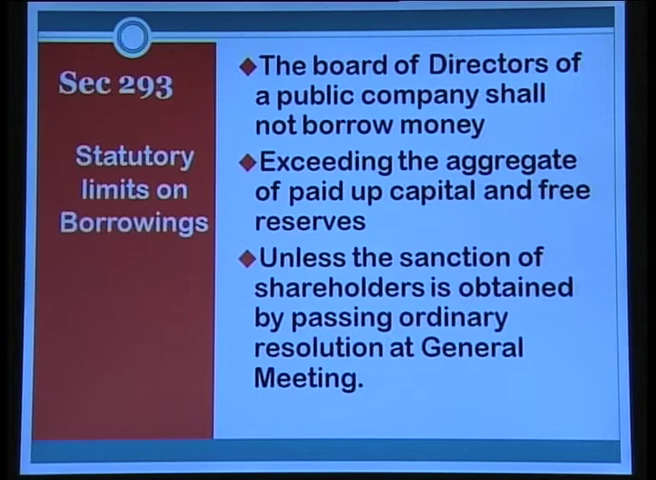 Sec 293
Statutory
limits on
Borrowings
The board of Directors of
a public company shall
not borrow money
Exceeding the aggregate
of paid up capital and free
reserves
Unless the sanction of
shareholders is obtained
by passing ordinary
resolution at General
Meeting.